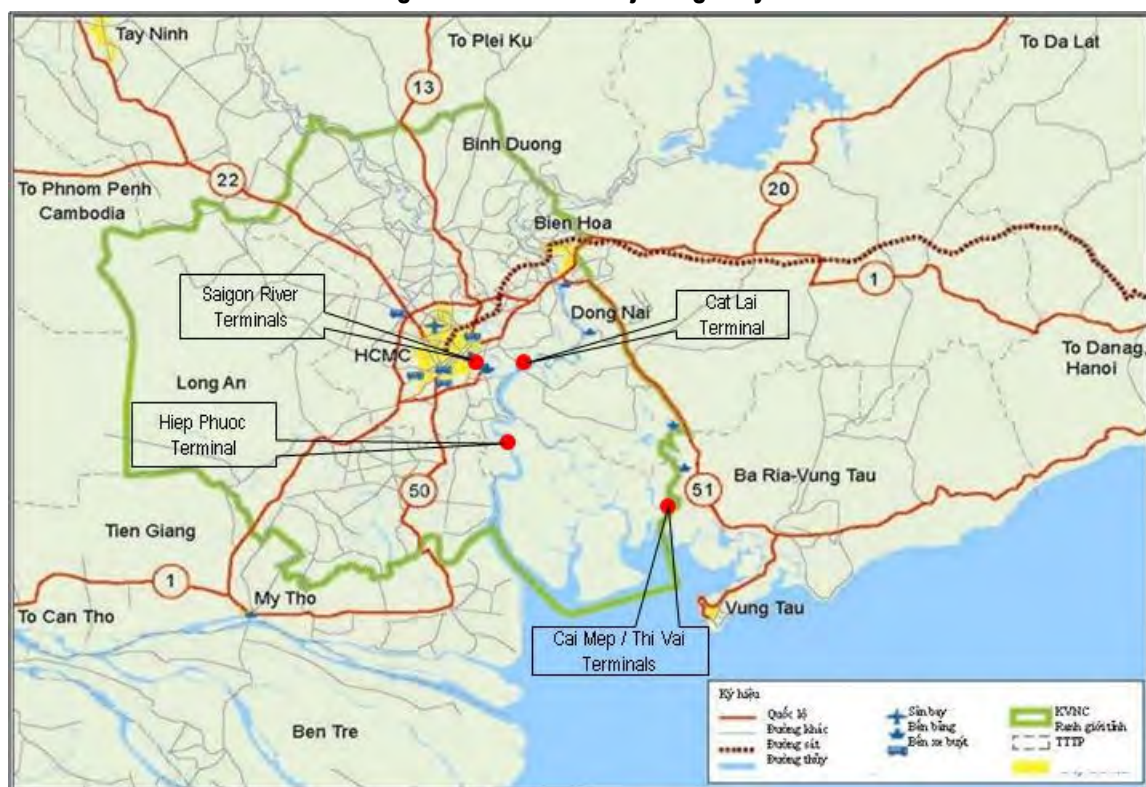 Tay Ninh
To Plei Ku
To Da Lat
13
Binh Duong
To Phnom Penh
Cambodia
22
20
Bien Hoa
1
Saigon River
Terminals
Cat Lai
Terminal
Dong Nai
HCMC
To Danag,
Hanoi
Long An
Hiep Phuoc
Terminal
50
51
Ba Ria-Vung Tau
Tien Giang
1
My Tho
To Can Tho
Vung Tau
Cai Mep / Thi Vai
Terminals
Ben Tre
Ký hiệu
Quốc lộ
Đường khác
Đường sắt
Đường thủy
Sân bay
Bến xe buýt
KVNC
Ranh giới tỉnh
TTTP